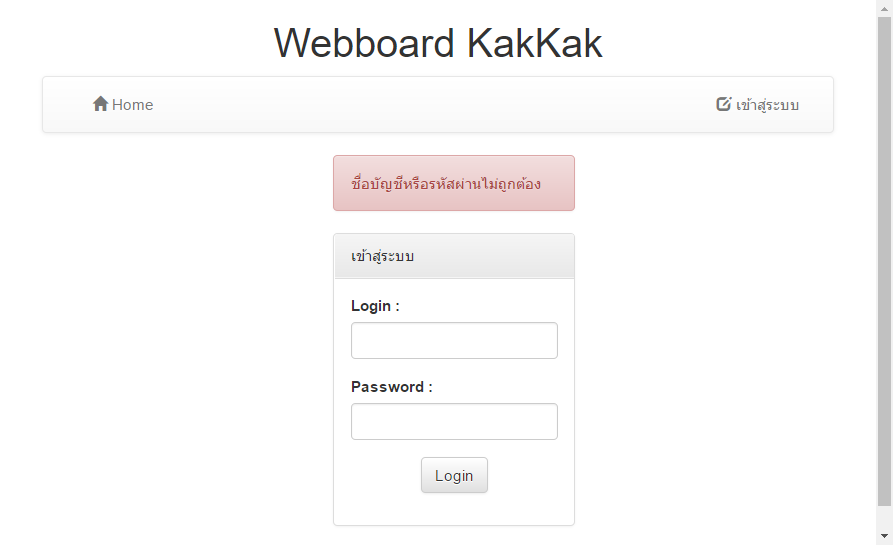 Webboard KakKak
Home
เข้าสู่ระบบ
ชื่อบัญชีหรือรหัสผ่านไม่ถูกต้อง
เข้าสู่ระบบ
Login :
Password :
Login